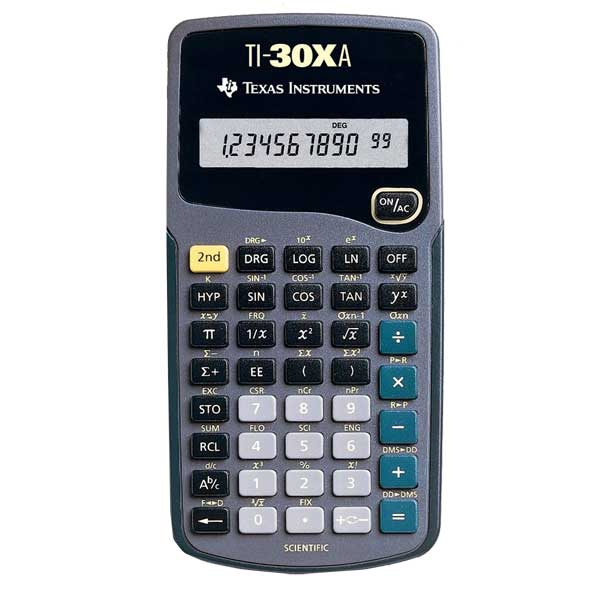 TI-30XA
TEXAS INSTRUMENTS
DEG
1.234567890 99
ON/AC
DRG► 10ˣ eˣ
2nd DRG LOG LN OFF
K SIN⁻¹ COS⁻¹ TAN⁻¹ ˣ√y
HYP SIN COS TAN yˣ
x⇆y FRQ x̄ σxn-1 σxn
π 1/x x² √x ÷
Σ− n Σx Σx² P►R
Σ+ EE ( ) ×
EXC CSR nCr nPr R►P
STO 7 8 9 −
SUM FLO SCI ENG DMS►DD
RCL 4 5 6 +
d/c x³ % x! DD►DMS
Aᵇ/c 1 2 3 =
F◄►D ³√x FIX
← 0 • +⇆−
SCIENTIFIC